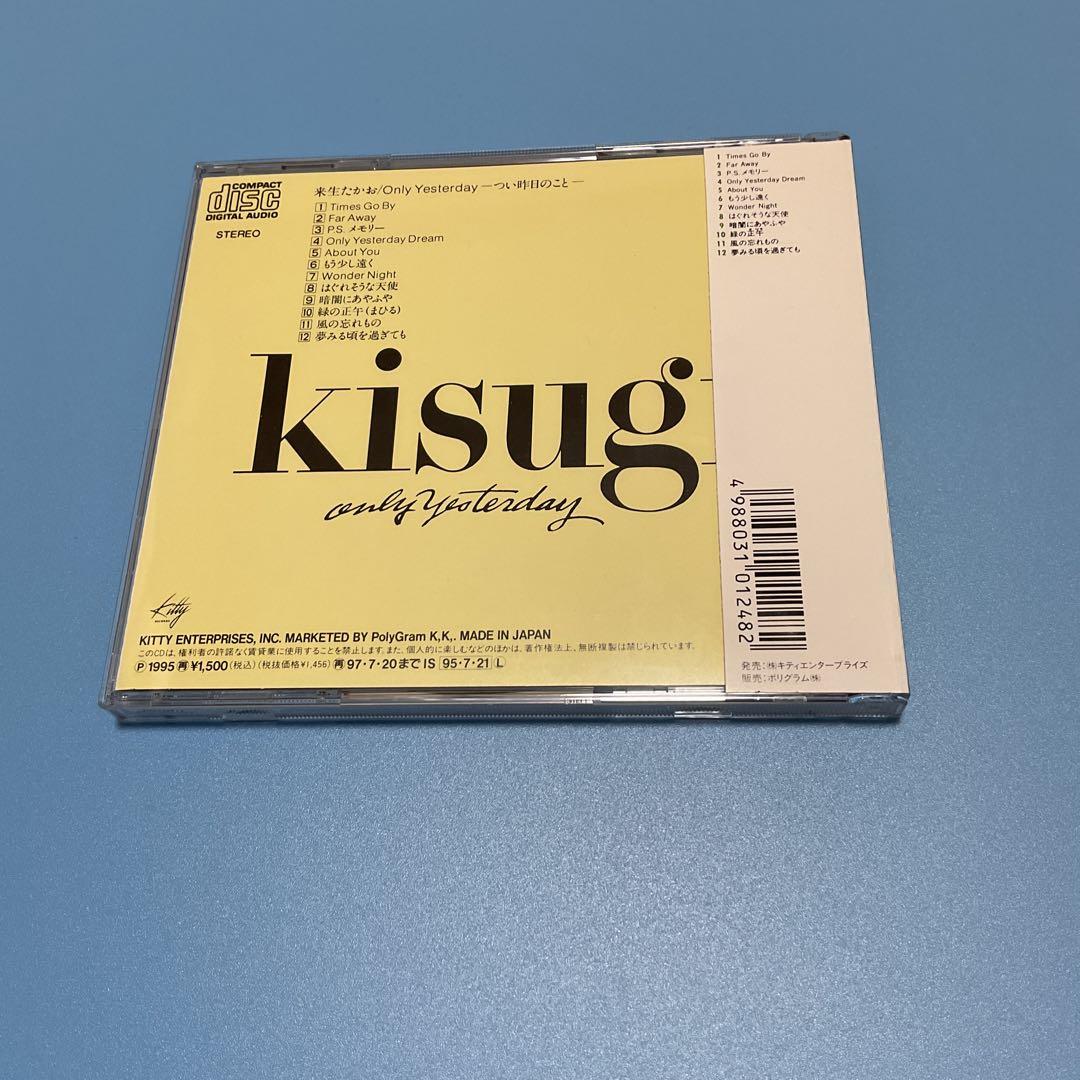 COMPACT
disc
DIGITAL AUDIO
STEREO
来生たかお/Only Yesterday—つい昨日のこと—
1 Times Go By
2 Far Away
3 P.S. メモリー
4 Only Yesterday Dream
5 About You
6 もう少し遠く
7 Wonder Night
8 はぐれそうな天使
9 暗闇にあやふや
10 緑の正午(まひる)
11 風の忘れもの
12 夢みる頃を過ぎても
kisug
only yesterday
Kitty
RECORDS
KITTY ENTERPRISES, INC. MARKETED BY PolyGram K,K,. MADE IN JAPAN
このCDは、権利者の許諾なく賃貸業に使用することを禁止します。また、個人的に楽しむなどのほかは、著作権法上、無断複製は禁じられています。
Ⓟ1995 再 ¥1,500(税込)(税抜価格¥1,456) 再 97・7・20まで IS 95・7・21 L
1 Times Go By
2 Far Away
3 P.S. メモリー
4 Only Yesterday Dream
5 About You
6 もう少し遠く
7 Wonder Night
8 はぐれそうな天使
9 暗闇にあやふや
10 緑の正午
11 風の忘れもの
12 夢みる頃を過ぎても
4 988031 012482
発売:㈱キティエンタープライズ
販売:ポリグラム㈱